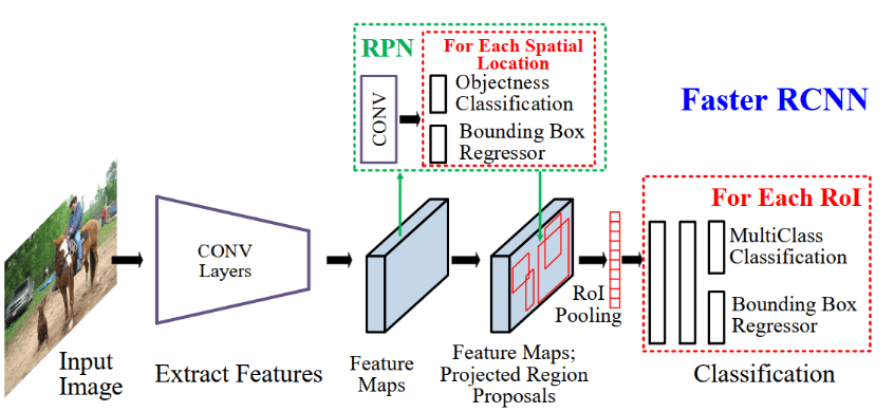 RPN
For Each Spatial
Location
CONV
Objectness
Classification
Bounding Box
Regressor
Faster RCNN
CONV
Layers
For Each RoI
MultiClass
Classification
Bounding Box
Regressor
RoI
Pooling
Input
Image
Extract Features
Feature
Maps
Feature Maps;
Projected Region
Proposals
Classification